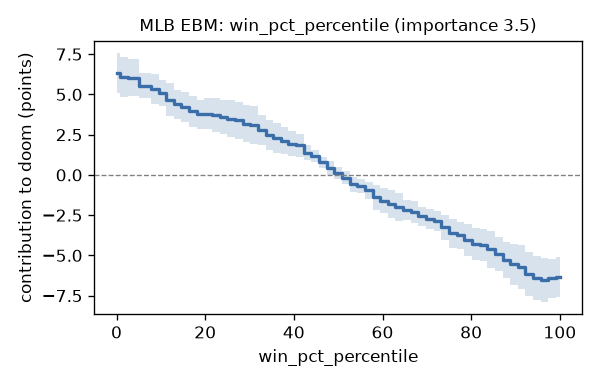 MLB EBM: win_pct_percentile (importance 3.5)
contribution to doom (points)
7.5
5.0
2.5
0.0
−2.5
−5.0
−7.5
0 20 40 60 80 100
win_pct_percentile